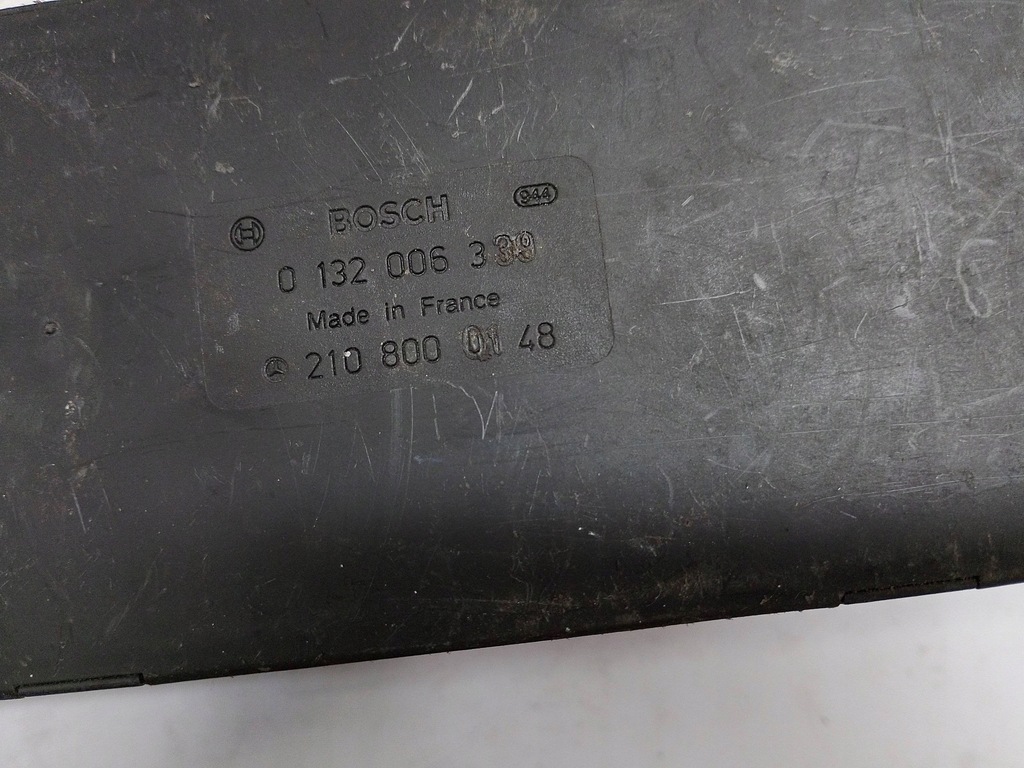 BOSCH 944
0 132 006 339
Made in France
210 800 01 48